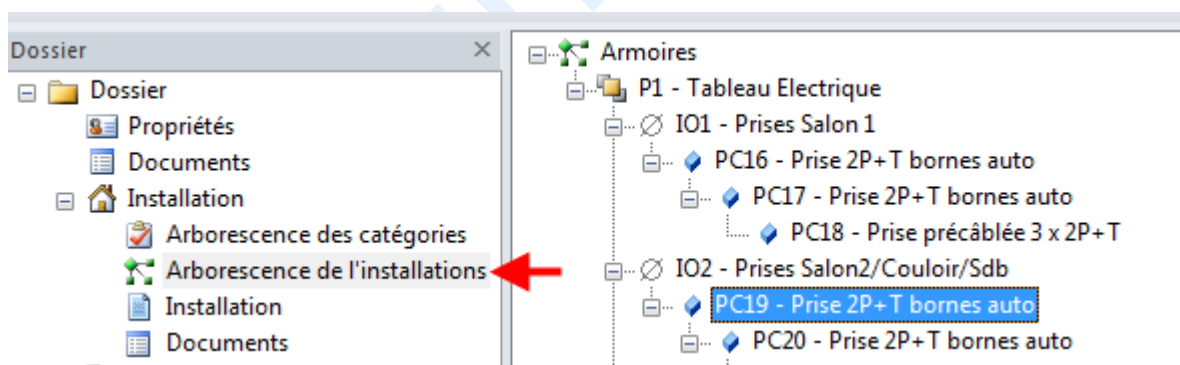 Dossier
Dossier
Propriétés
Documents
Installation
Arborescence des catégories
Arborescence de l'installations
Installation
Documents
Armoires
P1 - Tableau Electrique
IO1 - Prises Salon 1
PC16 - Prise 2P+T bornes auto
PC17 - Prise 2P+T bornes auto
PC18 - Prise précâblée 3 x 2P+T
IO2 - Prises Salon2/Couloir/Sdb
PC19 - Prise 2P+T bornes auto
PC20 - Prise 2P+T bornes auto